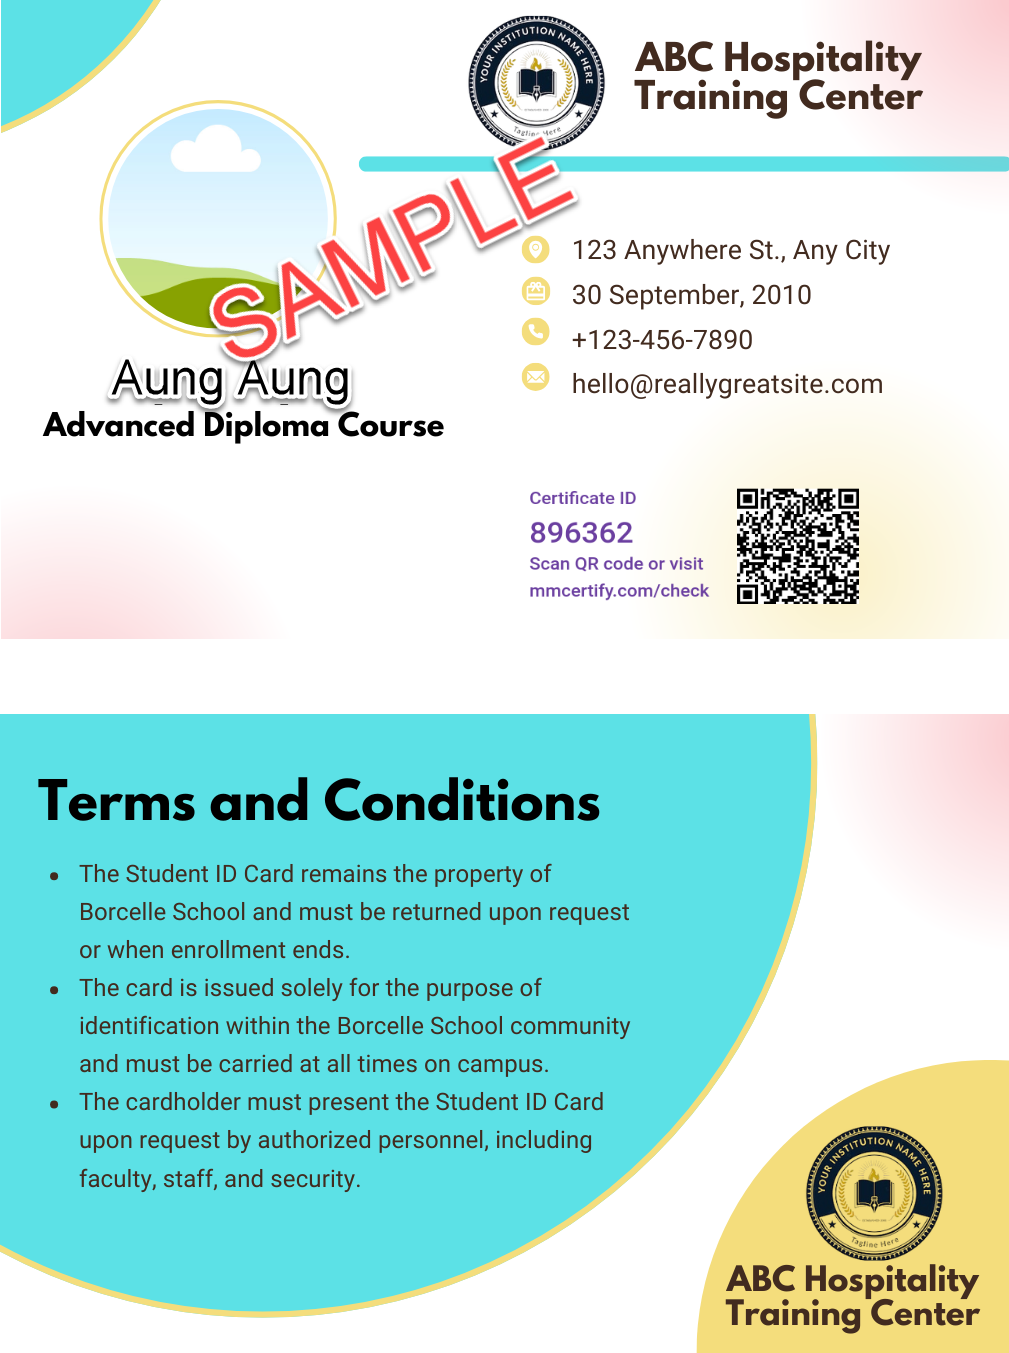 YOUR INSTITUTION NAME HERE
Tagline Here
ABC Hospitality
Training Center
SAMPLE
123 Anywhere St., Any City
30 September, 2010
+123-456-7890
hello@reallygreatsite.com
Aung Aung
Advanced Diploma Course
Certificate ID
896362
Scan QR code or visit
mmcertify.com/check
Terms and Conditions
• The Student ID Card remains the property of
Borcelle School and must be returned upon request
or when enrollment ends.
• The card is issued solely for the purpose of
identification within the Borcelle School community
and must be carried at all times on campus.
• The cardholder must present the Student ID Card
upon request by authorized personnel, including
faculty, staff, and security.
YOUR INSTITUTION NAME HERE
Tagline Here
ABC Hospitality
Training Center